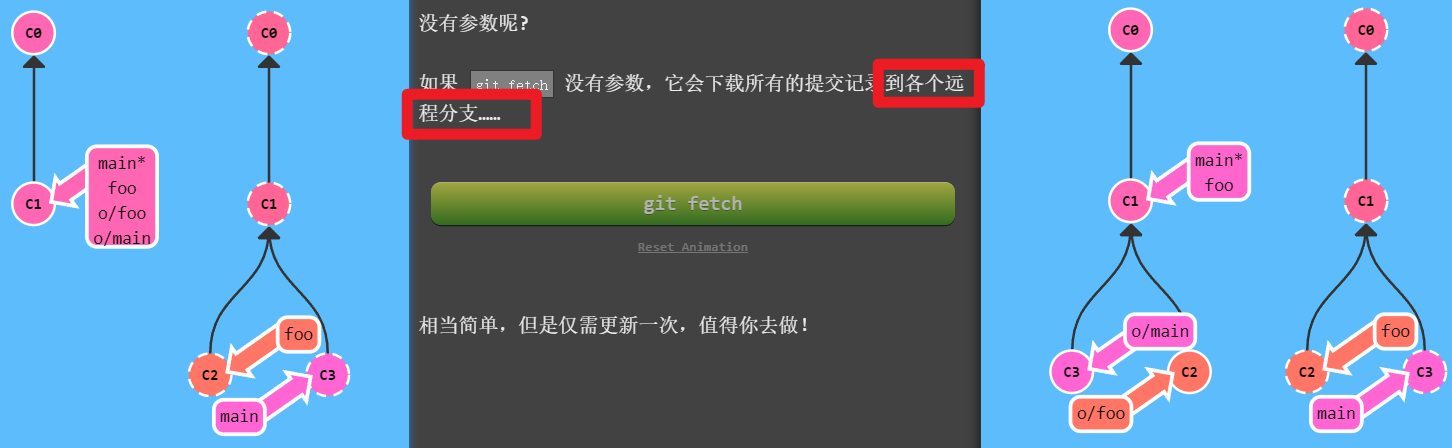 C0
C1
main*
foo
o/foo
o/main
C0
C1
foo
C2
C3
main
没有参数呢?
如果 git fetch 没有参数，它会下载所有的提交记录到各个远
程分支……
git fetch
Reset Animation
相当简单，但是仅需更新一次，值得你去做！
C0
main*
foo
C1
o/main
C3
C2
o/foo
C0
C1
foo
C2
C3
main